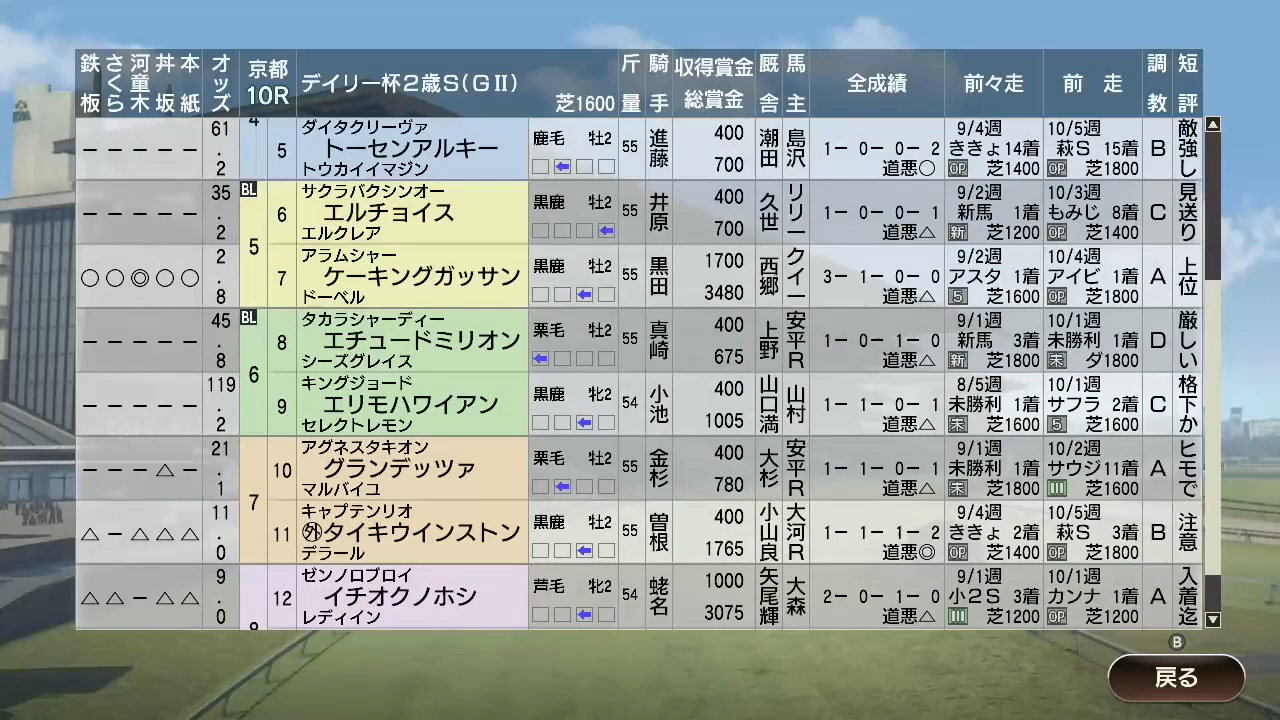 鉄板 さくら 河童木 井坂 本紙 オッズ 京都10R デイリー杯2歳S(GⅡ) 芝1600 斤量 騎手 収得賞金 総賞金 厩舎 馬主 全成績 前々走 前走 調教 短評
－ － － － － 61.2 4 5 ダイタクリーヴァ
トーセンアルキー
トウカイイマジン
鹿毛 牡2 55 進藤 400 700 潮田 島沢 1- 0- 0- 2 道悪○
9/4週 ききょ14着 OP 芝1400
10/5週 萩S 15着 OP 芝1800
B 敵強し
－ － － － － 35.2 BL 5 6 サクラバクシンオー
エルチョイス
エルクレア
黒鹿 牡2 55 井原 400 700 久世 リリー 1- 0- 0- 1 道悪△
9/2週 新馬 1着 新 芝1200
10/3週 もみじ 8着 OP 芝1400
C 見送り
○ ○ ◎ ○ ○ 2.8 7 アラムシャー
ケーキングガッサン
ドーベル
黒鹿 牡2 55 黒田 1700 3480 西郷 クイー 3- 1- 0- 0 道悪△
9/2週 アスタ 1着 5 芝1600
10/4週 アイビ 1着 OP 芝1800
A 上位
－ － － － － 45.8 BL 6 8 タカラシャーディー
エチュードミリオン
シーズグレイス
栗毛 牡2 55 真崎 400 675 上野 安平R 1- 0- 1- 0 道悪△
9/1週 新馬 3着 新 芝1800
10/1週 未勝利 1着 未 ダ1800
D 厳しい
－ － － － － 119.2 9 キングジョード
エリモハワイアン
セレクトレモン
黒鹿 牝2 54 小池 400 1005 山口満 山村 1- 1- 0- 1 道悪△
8/5週 未勝利 1着 未 芝1600
10/1週 サフラ 2着 5 芝1600
C 格下か
－ － － △ － 21.1 7 10 アグネスタキオン
グランデッツァ
マルバイユ
栗毛 牡2 55 金杉 400 780 大杉 安平R 1- 1- 0- 1 道悪△
9/1週 未勝利 1着 未 芝1800
10/2週 サウジ11着 Ⅲ 芝1600
A ヒモで
△ － △ △ △ 11.0 11 キャプテンリオ
外タイキウインストン
デラール
黒鹿 牡2 55 曽根 400 1765 小山良 大河R 1- 1- 1- 2 道悪◎
9/4週 ききょ 2着 OP 芝1400
10/5週 萩S 3着 OP 芝1800
B 注意
△ △ － △ △ 9.0 8 12 ゼンノロブロイ
イチオクノホシ
レディイン
芦毛 牝2 54 蛯名 1000 3075 矢尾輝 大森 2- 0- 1- 0 道悪△
9/1週 小2S 3着 Ⅲ 芝1200
10/1週 カンナ 1着 OP 芝1200
A 入着迄
B
戻る